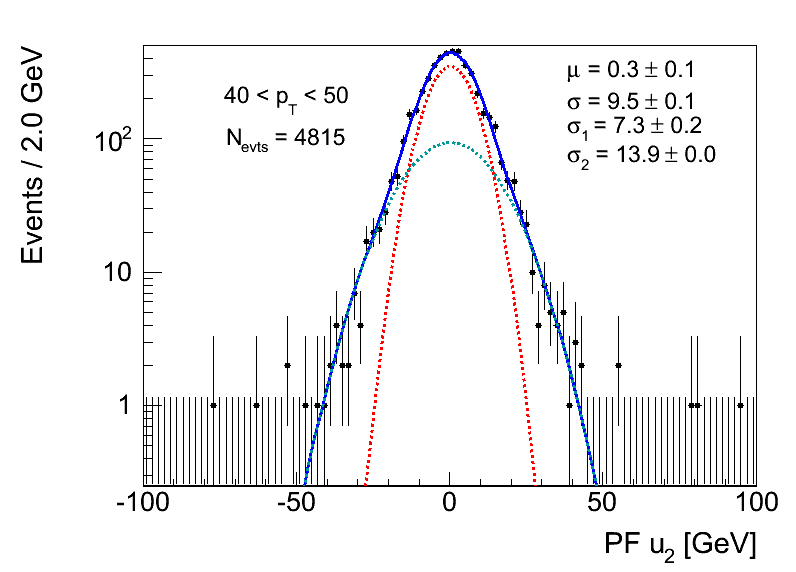 Events / 2.0 GeV
40 < p_T < 50
N_evts = 4815
μ = 0.3 ± 0.1
σ = 9.5 ± 0.1
σ_1 = 7.3 ± 0.2
σ_2 = 13.9 ± 0.0
10^2
10
1
-100 -50 0 50 100
PF u_2 [GeV]